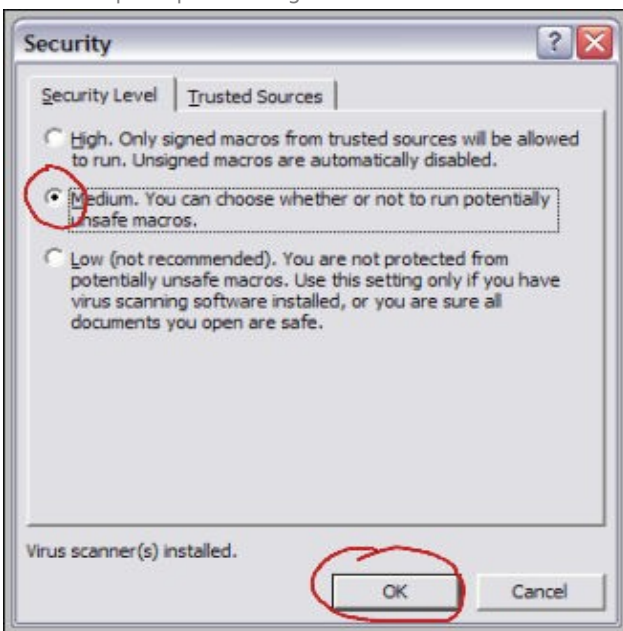 Security
Security Level Trusted Sources
High. Only signed macros from trusted sources will be allowed
to run. Unsigned macros are automatically disabled.
Medium. You can choose whether or not to run potentially
unsafe macros.
Low (not recommended). You are not protected from
potentially unsafe macros. Use this setting only if you have
virus scanning software installed, or you are sure all
documents you open are safe.
Virus scanner(s) installed.
OK Cancel